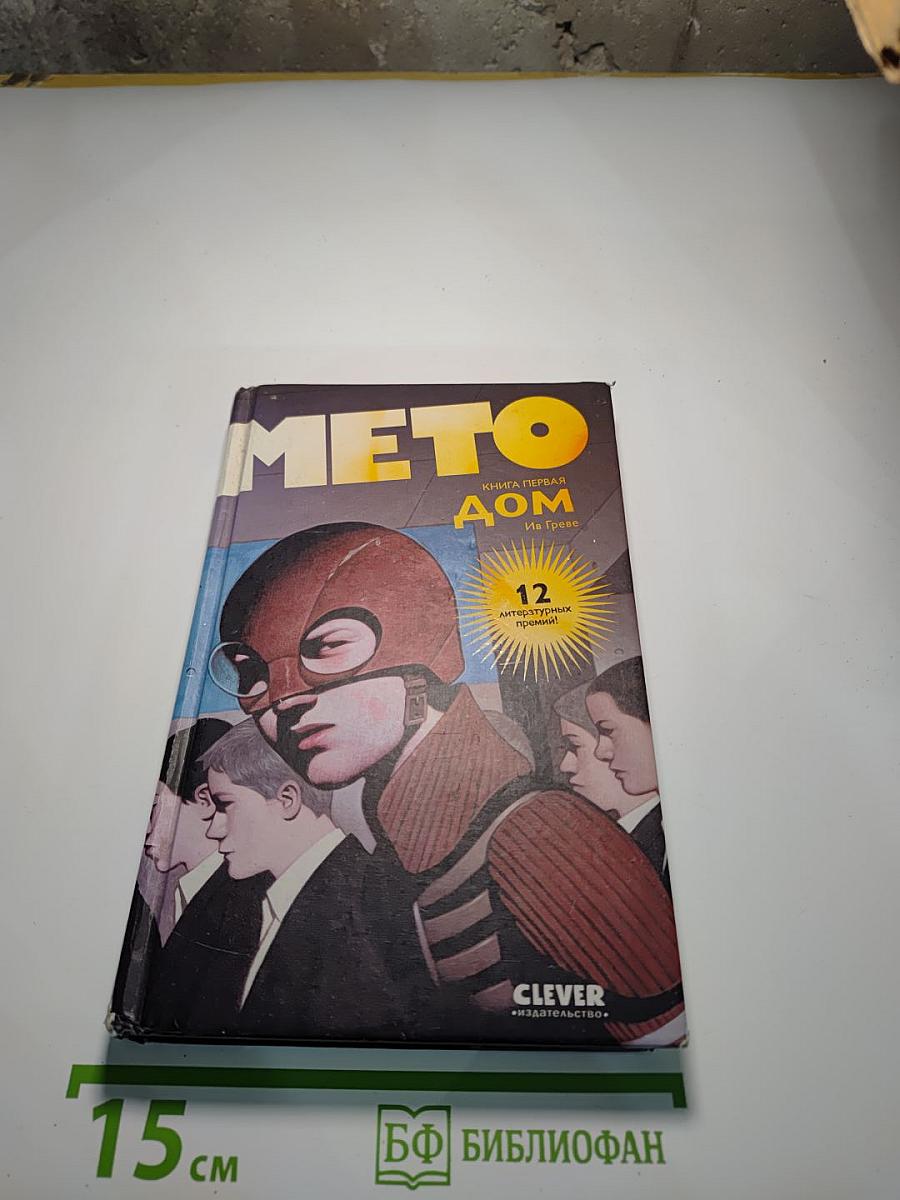 МЕТО
КНИГА ПЕРВАЯ
ДОМ
Ив Греве
12
литературных
премий!
CLEVER
•ИЗДАТЕЛЬСТВО•
15 см
БФ БИБЛИОФАН